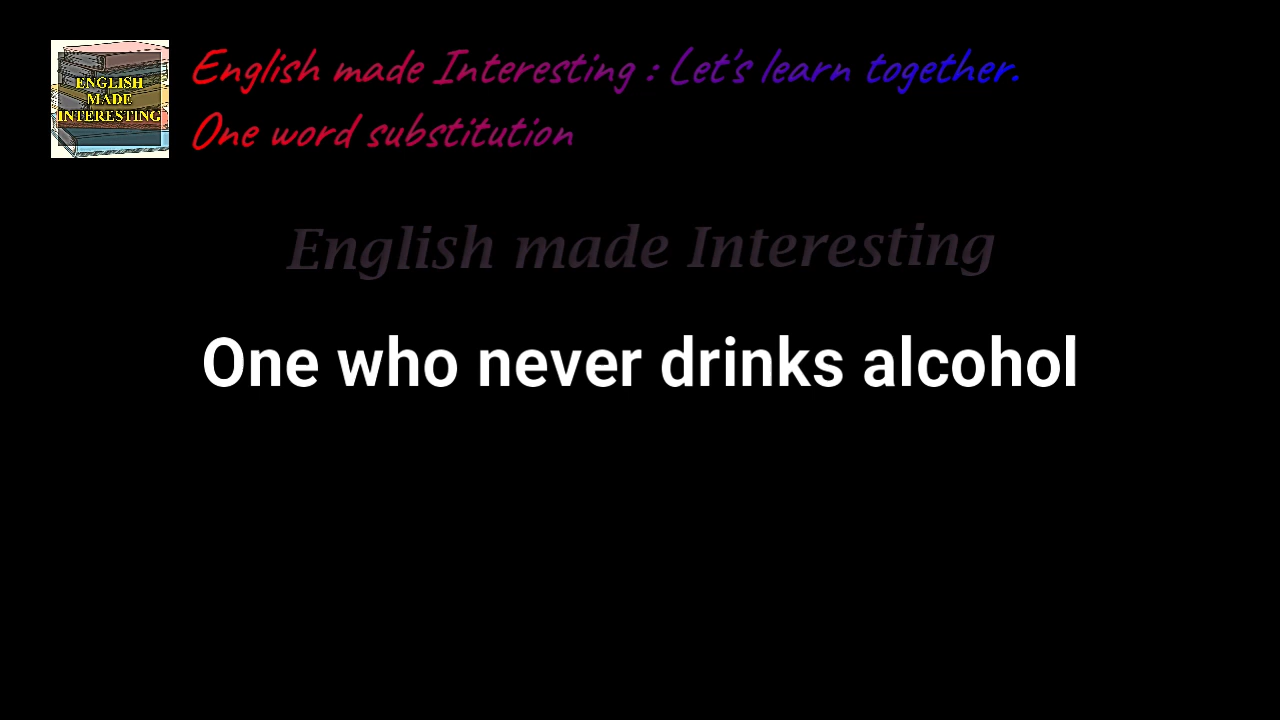 ENGLISH
MADE
INTERESTING
English made Interesting : Let's learn together.
One word substitution
English made Interesting
One who never drinks alcohol